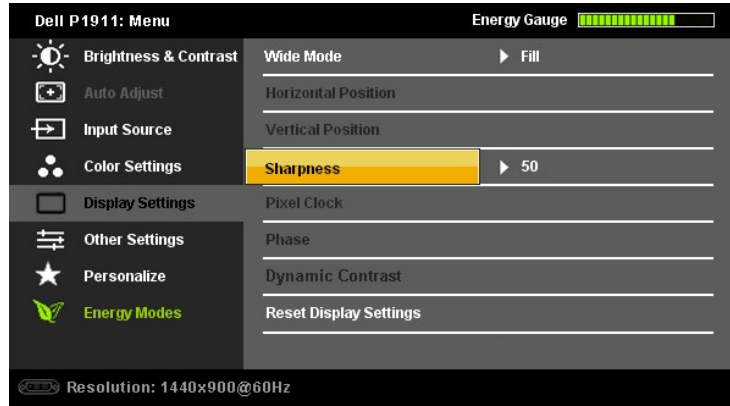 Dell P1911: Menu Energy Gauge
Brightness & Contrast Wide Mode Fill
Auto Adjust Horizontal Position
Input Source Vertical Position
Color Settings Sharpness 50
Display Settings Pixel Clock
Other Settings Phase
Personalize Dynamic Contrast
Energy Modes Reset Display Settings
Resolution: 1440x900@60Hz